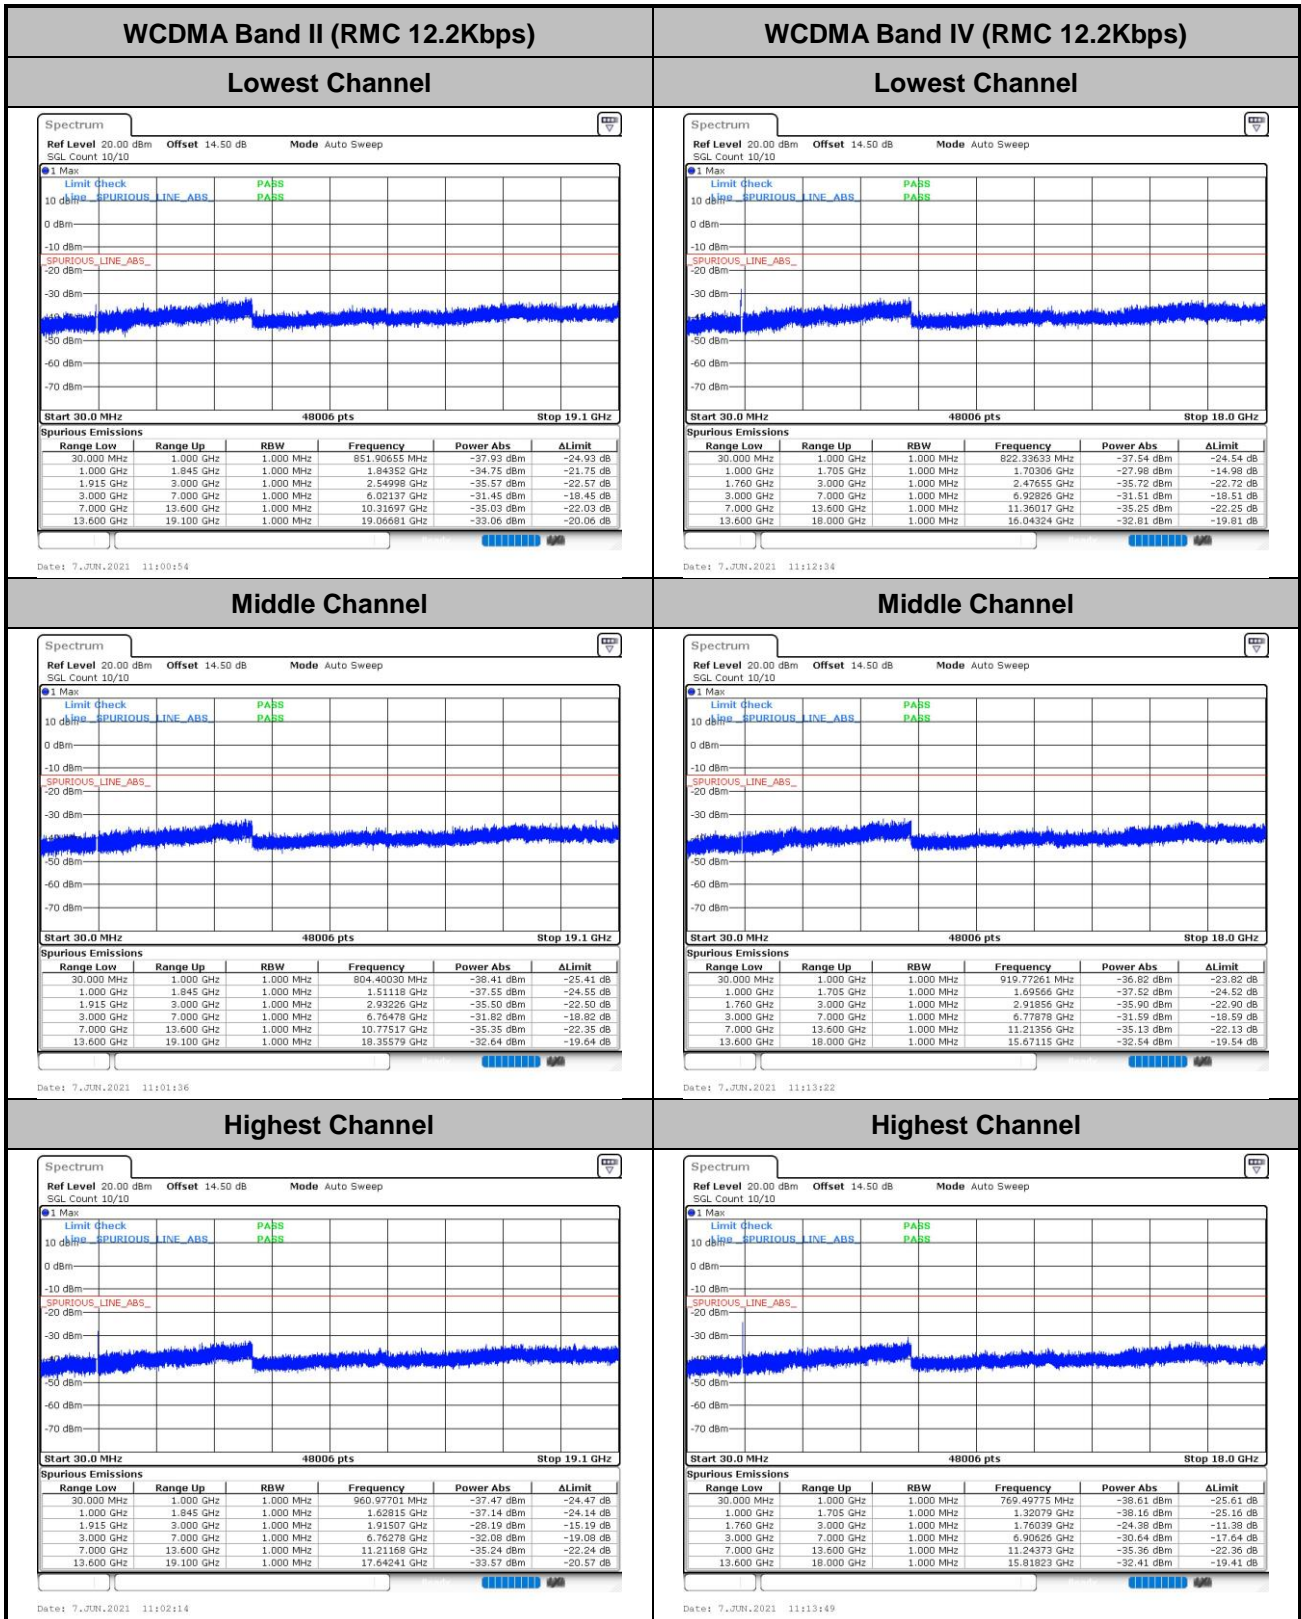 WCDMA Band II (RMC 12.2Kbps)
WCDMA Band IV (RMC 12.2Kbps)
Lowest Channel
Lowest Channel
Spectrum
Ref Level 20.00 dBm Offset 14.50 dB Mode Auto Sweep
SGL Count 10/10
1 Max
Limit Check PASS
10 dBm Line _SPURIOUS_LINE_ABS_ PASS
0 dBm
-10 dBm
_SPURIOUS_LINE_ABS_
-20 dBm
-30 dBm
-50 dBm
-60 dBm
-70 dBm
Start 30.0 MHz 48006 pts Stop 19.1 GHz
Spurious Emissions
Range Low Range Up RBW Frequency Power Abs ΔLimit
30.000 MHz 1.000 GHz 1.000 MHz 851.90655 MHz -37.93 dBm -24.93 dB
1.000 GHz 1.845 GHz 1.000 MHz 1.84352 GHz -34.75 dBm -21.75 dB
1.915 GHz 3.000 GHz 1.000 MHz 2.54998 GHz -35.57 dBm -22.57 dB
3.000 GHz 7.000 GHz 1.000 MHz 6.02137 GHz -31.45 dBm -18.45 dB
7.000 GHz 13.600 GHz 1.000 MHz 10.31697 GHz -35.03 dBm -22.03 dB
13.600 GHz 19.100 GHz 1.000 MHz 19.06681 GHz -33.06 dBm -20.06 dB
Date: 7.JUN.2021 11:00:54
Spectrum
Ref Level 20.00 dBm Offset 14.50 dB Mode Auto Sweep
SGL Count 10/10
1 Max
Limit Check PASS
10 dBm Line _SPURIOUS_LINE_ABS_ PASS
0 dBm
-10 dBm
_SPURIOUS_LINE_ABS_
-20 dBm
-30 dBm
-50 dBm
-60 dBm
-70 dBm
Start 30.0 MHz 48006 pts Stop 18.0 GHz
Spurious Emissions
Range Low Range Up RBW Frequency Power Abs ΔLimit
30.000 MHz 1.000 GHz 1.000 MHz 822.33633 MHz -37.54 dBm -24.54 dB
1.000 GHz 1.705 GHz 1.000 MHz 1.70306 GHz -27.98 dBm -14.98 dB
1.760 GHz 3.000 GHz 1.000 MHz 2.47655 GHz -35.72 dBm -22.72 dB
3.000 GHz 7.000 GHz 1.000 MHz 6.92826 GHz -31.51 dBm -18.51 dB
7.000 GHz 13.600 GHz 1.000 MHz 11.36017 GHz -35.25 dBm -22.25 dB
13.600 GHz 18.000 GHz 1.000 MHz 16.04324 GHz -32.81 dBm -19.81 dB
Date: 7.JUN.2021 11:12:34
Middle Channel
Middle Channel
Spectrum
Ref Level 20.00 dBm Offset 14.50 dB Mode Auto Sweep
SGL Count 10/10
1 Max
Limit Check PASS
10 dBm Line _SPURIOUS_LINE_ABS_ PASS
0 dBm
-10 dBm
_SPURIOUS_LINE_ABS_
-20 dBm
-30 dBm
-50 dBm
-60 dBm
-70 dBm
Start 30.0 MHz 48006 pts Stop 19.1 GHz
Spurious Emissions
Range Low Range Up RBW Frequency Power Abs ΔLimit
30.000 MHz 1.000 GHz 1.000 MHz 804.40030 MHz -38.41 dBm -25.41 dB
1.000 GHz 1.845 GHz 1.000 MHz 1.51118 GHz -37.55 dBm -24.55 dB
1.915 GHz 3.000 GHz 1.000 MHz 2.93226 GHz -35.50 dBm -22.50 dB
3.000 GHz 7.000 GHz 1.000 MHz 6.76478 GHz -31.82 dBm -18.82 dB
7.000 GHz 13.600 GHz 1.000 MHz 10.77517 GHz -35.35 dBm -22.35 dB
13.600 GHz 19.100 GHz 1.000 MHz 18.35579 GHz -32.64 dBm -19.64 dB
Date: 7.JUN.2021 11:01:36
Spectrum
Ref Level 20.00 dBm Offset 14.50 dB Mode Auto Sweep
SGL Count 10/10
1 Max
Limit Check PASS
10 dBm Line _SPURIOUS_LINE_ABS_ PASS
0 dBm
-10 dBm
_SPURIOUS_LINE_ABS_
-20 dBm
-30 dBm
-50 dBm
-60 dBm
-70 dBm
Start 30.0 MHz 48006 pts Stop 18.0 GHz
Spurious Emissions
Range Low Range Up RBW Frequency Power Abs ΔLimit
30.000 MHz 1.000 GHz 1.000 MHz 919.77261 MHz -36.82 dBm -23.82 dB
1.000 GHz 1.705 GHz 1.000 MHz 1.69566 GHz -37.52 dBm -24.52 dB
1.760 GHz 3.000 GHz 1.000 MHz 2.91856 GHz -35.90 dBm -22.90 dB
3.000 GHz 7.000 GHz 1.000 MHz 6.77878 GHz -31.59 dBm -18.59 dB
7.000 GHz 13.600 GHz 1.000 MHz 11.21356 GHz -35.13 dBm -22.13 dB
13.600 GHz 18.000 GHz 1.000 MHz 15.67115 GHz -32.54 dBm -19.54 dB
Date: 7.JUN.2021 11:13:22
Highest Channel
Highest Channel
Spectrum
Ref Level 20.00 dBm Offset 14.50 dB Mode Auto Sweep
SGL Count 10/10
1 Max
Limit Check PASS
10 dBm Line _SPURIOUS_LINE_ABS_ PASS
0 dBm
-10 dBm
_SPURIOUS_LINE_ABS_
-20 dBm
-30 dBm
-50 dBm
-60 dBm
-70 dBm
Start 30.0 MHz 48006 pts Stop 19.1 GHz
Spurious Emissions
Range Low Range Up RBW Frequency Power Abs ΔLimit
30.000 MHz 1.000 GHz 1.000 MHz 960.97701 MHz -37.47 dBm -24.47 dB
1.000 GHz 1.845 GHz 1.000 MHz 1.62815 GHz -37.14 dBm -24.14 dB
1.915 GHz 3.000 GHz 1.000 MHz 1.91507 GHz -28.19 dBm -15.19 dB
3.000 GHz 7.000 GHz 1.000 MHz 6.76278 GHz -32.08 dBm -19.08 dB
7.000 GHz 13.600 GHz 1.000 MHz 11.21168 GHz -35.24 dBm -22.24 dB
13.600 GHz 19.100 GHz 1.000 MHz 17.64241 GHz -33.57 dBm -20.57 dB
Date: 7.JUN.2021 11:02:14
Spectrum
Ref Level 20.00 dBm Offset 14.50 dB Mode Auto Sweep
SGL Count 10/10
1 Max
Limit Check PASS
10 dBm Line _SPURIOUS_LINE_ABS_ PASS
0 dBm
-10 dBm
_SPURIOUS_LINE_ABS_
-20 dBm
-30 dBm
-50 dBm
-60 dBm
-70 dBm
Start 30.0 MHz 48006 pts Stop 18.0 GHz
Spurious Emissions
Range Low Range Up RBW Frequency Power Abs ΔLimit
30.000 MHz 1.000 GHz 1.000 MHz 769.49775 MHz -38.61 dBm -25.61 dB
1.000 GHz 1.705 GHz 1.000 MHz 1.32079 GHz -38.16 dBm -25.16 dB
1.760 GHz 3.000 GHz 1.000 MHz 1.76039 GHz -24.38 dBm -11.38 dB
3.000 GHz 7.000 GHz 1.000 MHz 6.90626 GHz -30.64 dBm -17.64 dB
7.000 GHz 13.600 GHz 1.000 MHz 11.24373 GHz -35.36 dBm -22.36 dB
13.600 GHz 18.000 GHz 1.000 MHz 15.81823 GHz -32.41 dBm -19.41 dB
Date: 7.JUN.2021 11:13:49